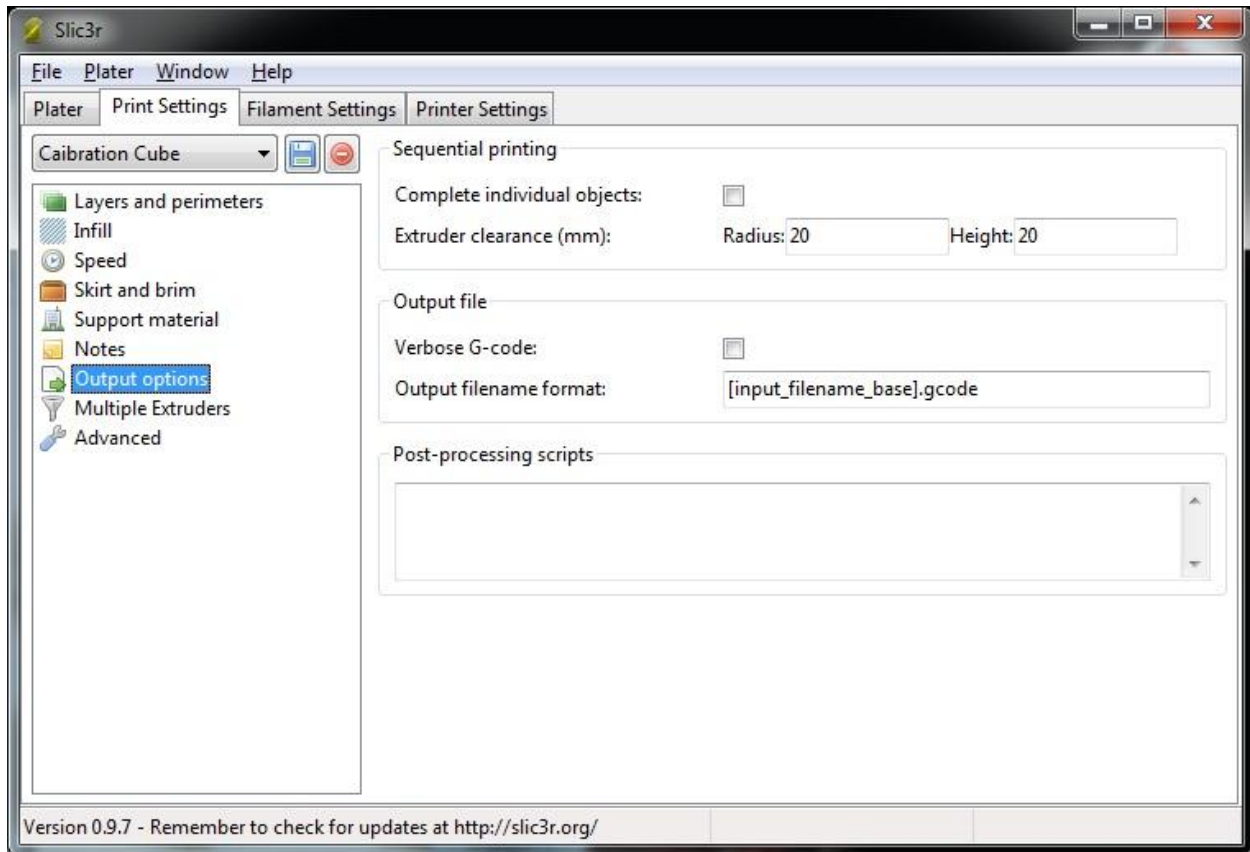 Slic3r
File Plater Window Help
Plater Print Settings Filament Settings Printer Settings
Caibration Cube
Layers and perimeters
Infill
Speed
Skirt and brim
Support material
Notes
Output options
Multiple Extruders
Advanced
Sequential printing
Complete individual objects:
Extruder clearance (mm): Radius: 20 Height: 20
Output file
Verbose G-code:
Output filename format: [input_filename_base].gcode
Post-processing scripts
Version 0.9.7 - Remember to check for updates at http://slic3r.org/